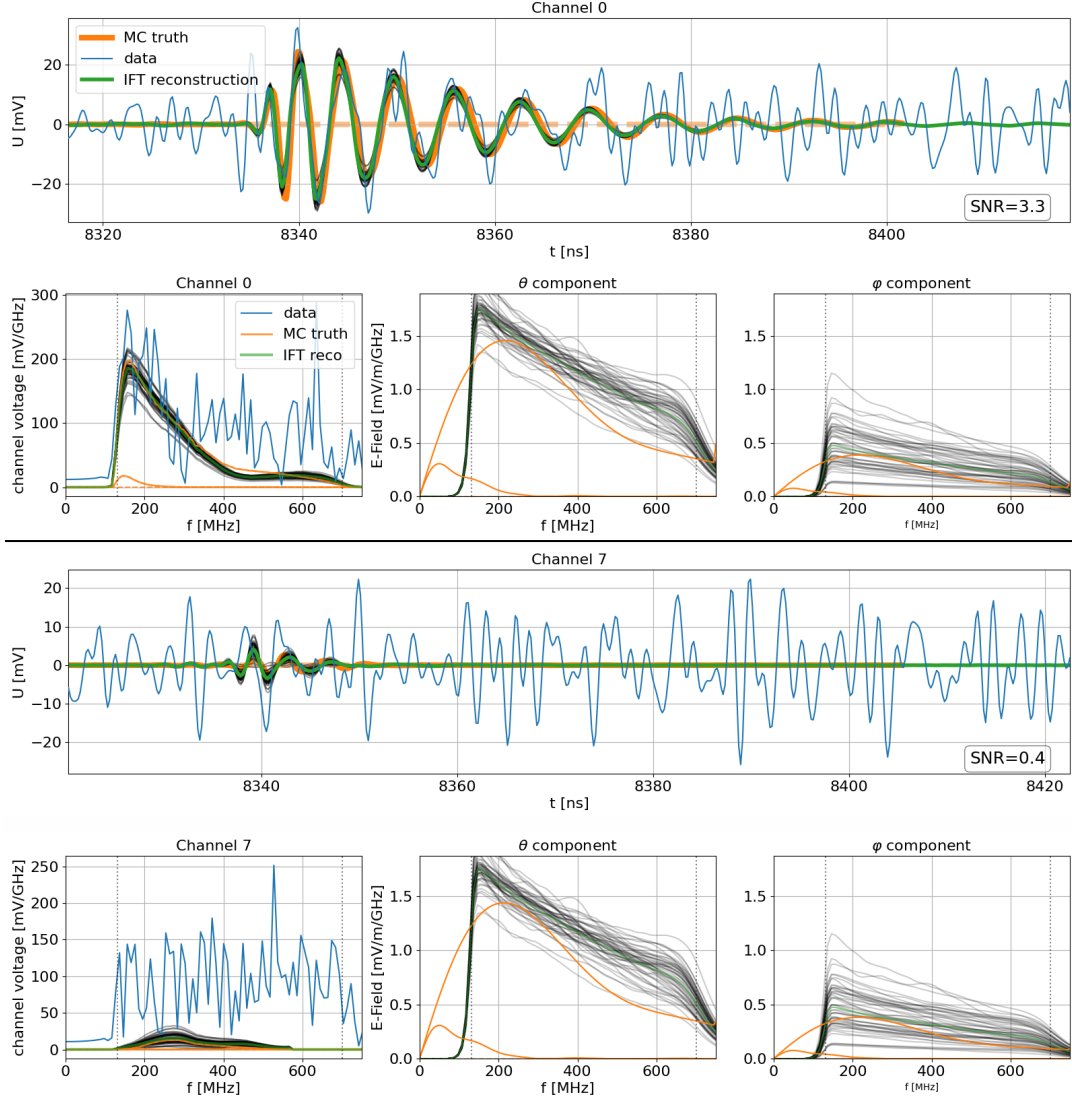 Channel 0
MC truth
data
IFT reconstruction
U [mV]
20
0
−20
SNR=3.3
8320 8340 8360 8380 8400
t [ns]
Channel 0
channel voltage [mV/GHz]
300
200
100
0
data
MC truth
IFT reco
0 200 400 600
f [MHz]
θ component
E-Field [mV/m/GHz]
1.5
1.0
0.5
0.0
0 200 400 600
f [MHz]
φ component
1.5
1.0
0.5
0.0
0 200 400 600
f [MHz]
Channel 7
U [mV]
20
10
0
−10
−20
SNR=0.4
8340 8360 8380 8400 8420
t [ns]
Channel 7
channel voltage [mV/GHz]
250
200
150
100
50
0
0 200 400 600
f [MHz]
θ component
E-Field [mV/m/GHz]
1.5
1.0
0.5
0.0
0 200 400 600
f [MHz]
φ component
1.5
1.0
0.5
0.0
0 200 400 600
f [MHz]